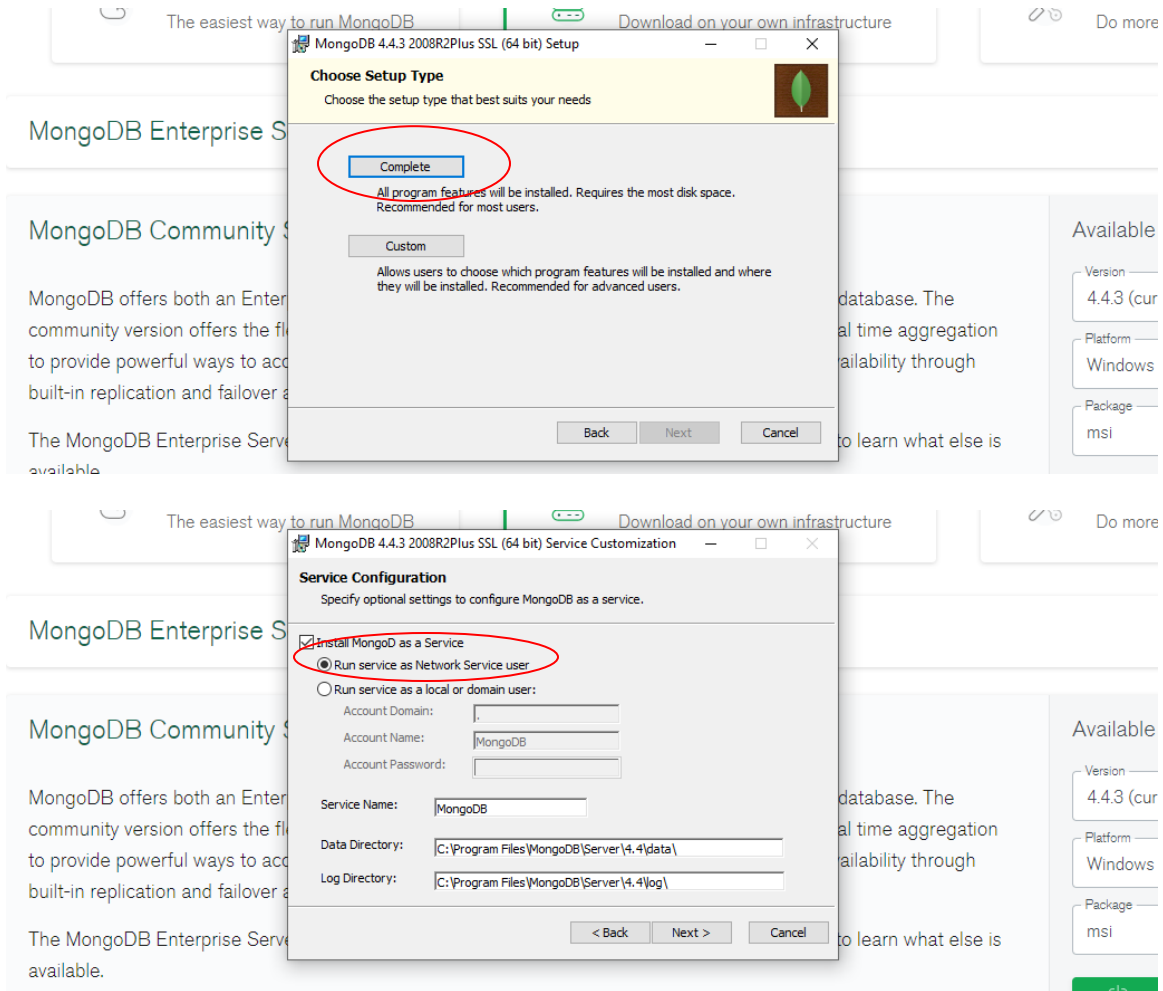 The easiest way to run MongoDB
Download on your own infrastructure
Do more
MongoDB 4.4.3 2008R2Plus SSL (64 bit) Setup
Choose Setup Type
Choose the setup type that best suits your needs
MongoDB Enterprise S
Complete
All program features will be installed. Requires the most disk space.
Recommended for most users.
MongoDB Community
Custom
Allows users to choose which program features will be installed and where
they will be installed. Recommended for advanced users.
Available
Version
4.4.3 (cur
Platform
Windows
Package
msi
MongoDB offers both an Enter
database. The
community version offers the fl
al time aggregation
to provide powerful ways to acc
ailability through
built-in replication and failover a
Back
Next
Cancel
The MongoDB Enterprise Serve
to learn what else is
available
The easiest way to run MongoDB
Download on your own infrastructure
Do more
MongoDB 4.4.3 2008R2Plus SSL (64 bit) Service Customization
Service Configuration
Specify optional settings to configure MongoDB as a service.
MongoDB Enterprise S
Install MongoD as a Service
Run service as Network Service user
Run service as a local or domain user:
Account Domain:
.
Account Name:
MongoDB
Account Password:
Service Name:
MongoDB
Data Directory:
C:\Program Files\MongoDB\Server\4.4\data\
Log Directory:
C:\Program Files\MongoDB\Server\4.4\log\
< Back
Next >
Cancel
MongoDB Community
Available
Version
4.4.3 (cur
Platform
Windows
Package
msi
MongoDB offers both an Enter
database. The
community version offers the fl
al time aggregation
to provide powerful ways to acc
ailability through
built-in replication and failover a
The MongoDB Enterprise Serve
to learn what else is
available.